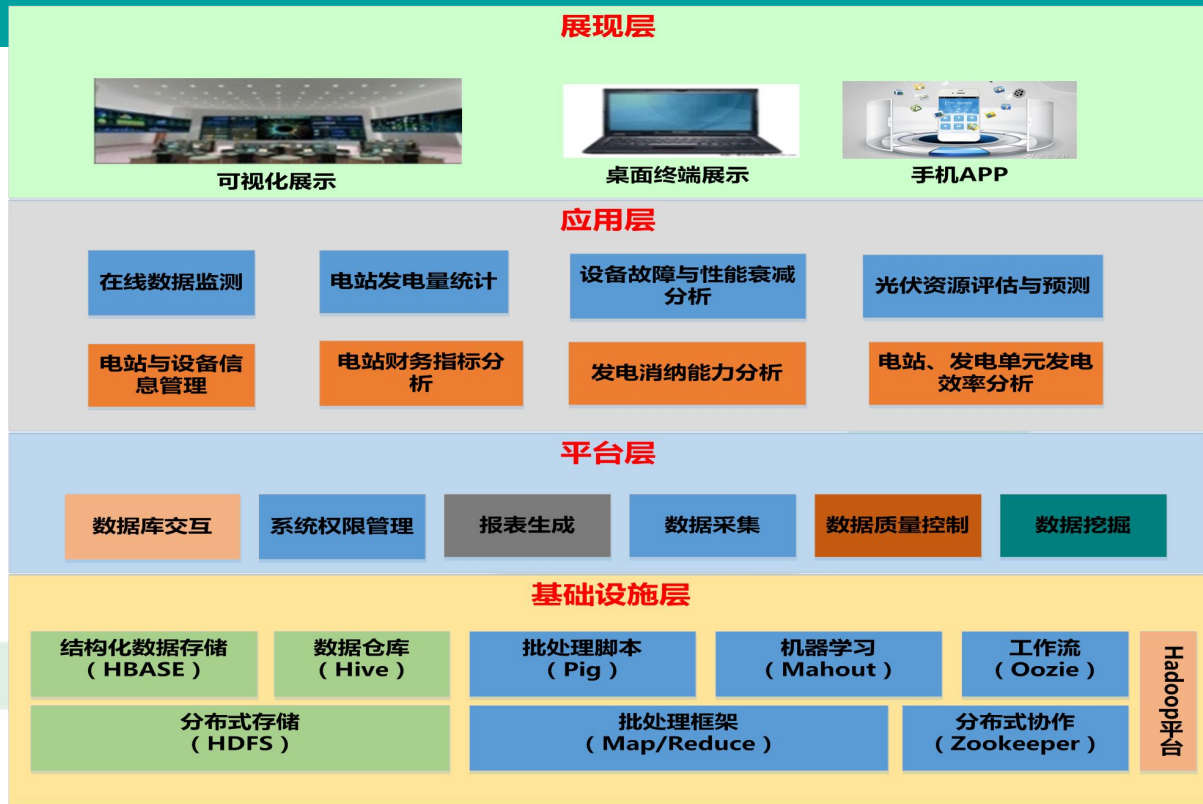 展现层
可视化展示
桌面终端展示
手机APP
应用层
在线数据监测
电站发电量统计
设备故障与性能衰减
分析
光伏资源评估与预测
电站与设备信
息管理
电站财务指标分
析
发电消纳能力分析
电站、发电单元发电
效率分析
平台层
数据库交互
系统权限管理
报表生成
数据采集
数据质量控制
数据挖掘
基础设施层
结构化数据存储
（HBASE）
数据仓库
（Hive）
批处理脚本
（Pig）
机器学习
（Mahout）
工作流
（Oozie）
Hadoop平台
分布式存储
（HDFS）
批处理框架
（Map/Reduce）
分布式协作
（Zookeeper）